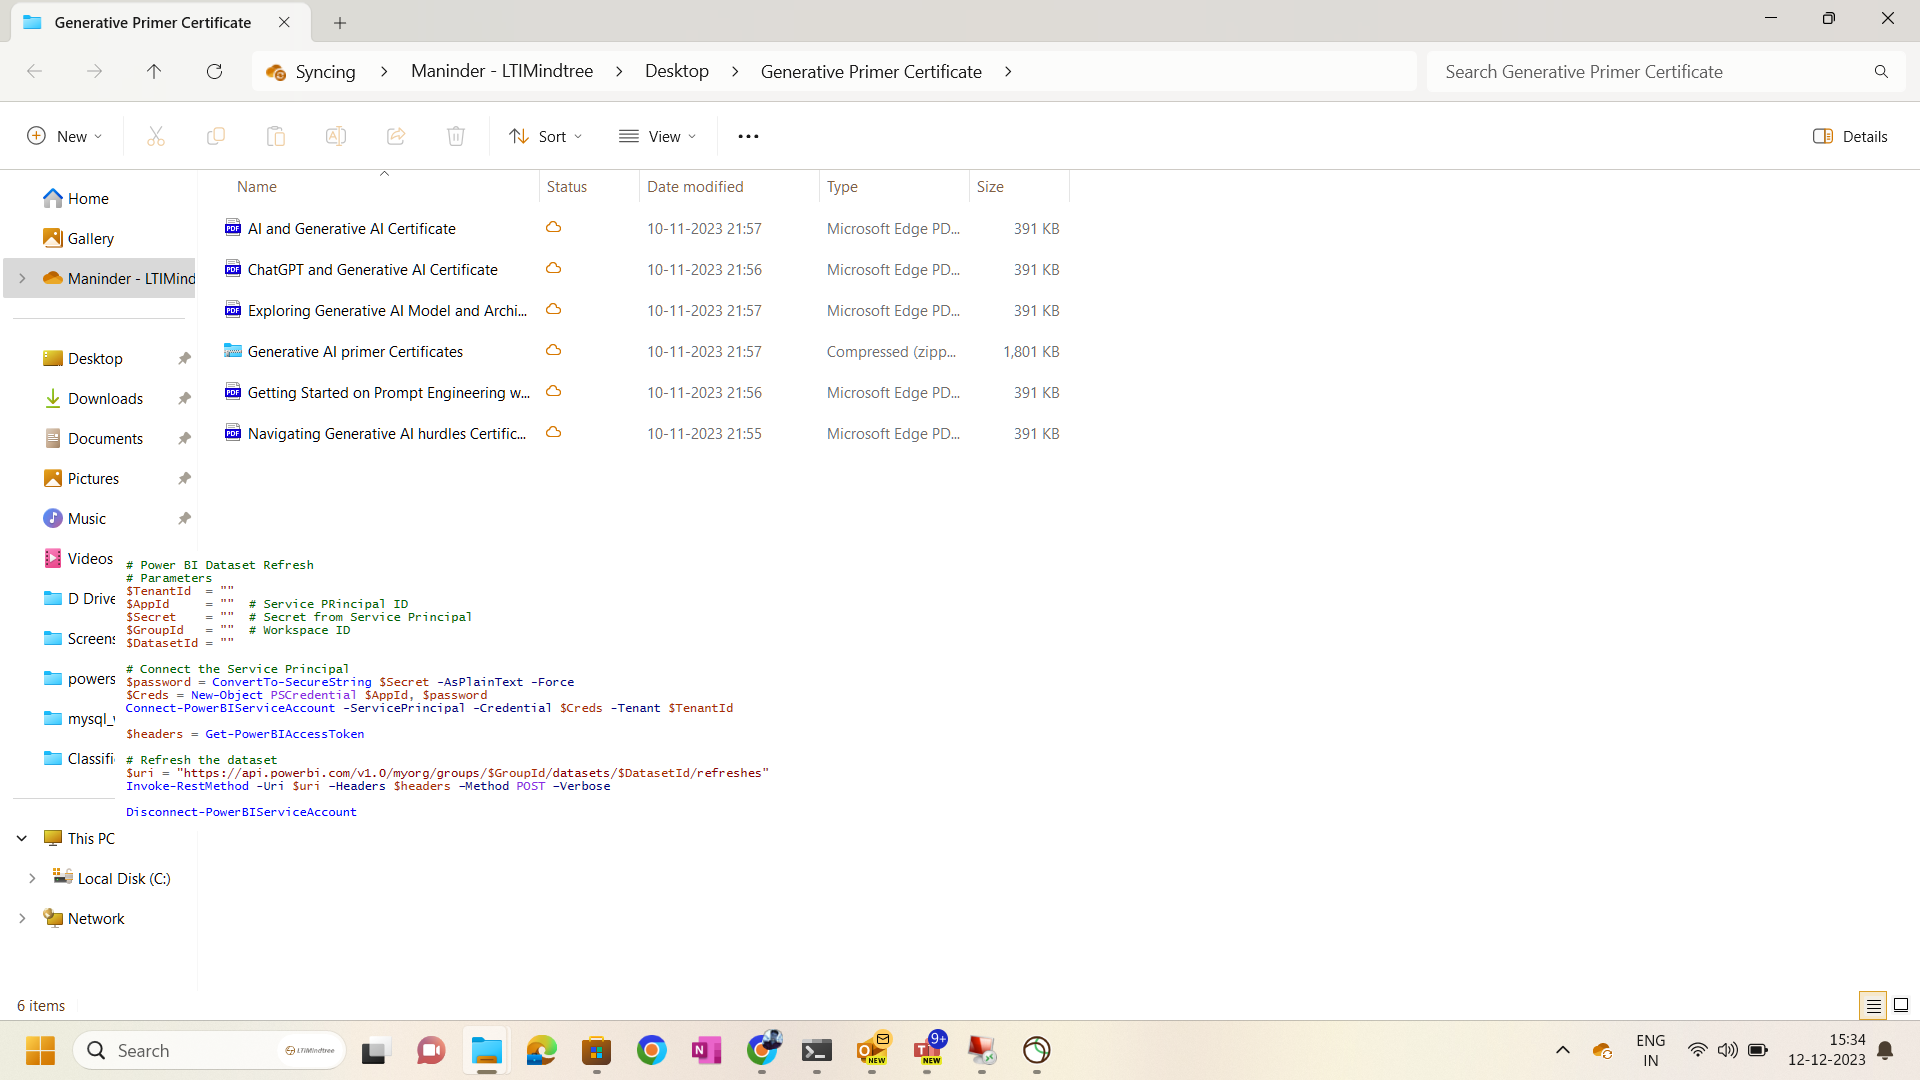 Generative Primer Certificate
Syncing
Maninder - LTIMindtree
Desktop
Generative Primer Certificate
Search Generative Primer Certificate
New
Sort
View
Details
Name
Status
Date modified
Type
Size
Home
Gallery
Maninder - LTIMind
Desktop
Downloads
Documents
Pictures
Music
Videos
D Drive
Screens
powers
mysql_
Classifi
This PC
Local Disk (C:)
Network
AI and Generative AI Certificate 10-11-2023 21:57 Microsoft Edge PD... 391 KB
ChatGPT and Generative AI Certificate 10-11-2023 21:56 Microsoft Edge PD... 391 KB
Exploring Generative AI Model and Archi... 10-11-2023 21:57 Microsoft Edge PD... 391 KB
Generative AI primer Certificates 10-11-2023 21:57 Compressed (zipp... 1,801 KB
Getting Started on Prompt Engineering w... 10-11-2023 21:56 Microsoft Edge PD... 391 KB
Navigating Generative AI hurdles Certific... 10-11-2023 21:55 Microsoft Edge PD... 391 KB
# Power BI Dataset Refresh
# Parameters
$TenantId = ""
$AppId = "" # Service PRincipal ID
$Secret = "" # Secret from Service Principal
$GroupId = "" # Workspace ID
$DatasetId = ""
# Connect the Service Principal
$password = ConvertTo-SecureString $Secret -AsPlainText -Force
$Creds = New-Object PSCredential $AppId, $password
Connect-PowerBIServiceAccount -ServicePrincipal -Credential $Creds -Tenant $TenantId
$headers = Get-PowerBIAccessToken
# Refresh the dataset
$uri = "https://api.powerbi.com/v1.0/myorg/groups/$GroupId/datasets/$DatasetId/refreshes"
Invoke-RestMethod -Uri $uri -Headers $headers -Method POST -Verbose
Disconnect-PowerBIServiceAccount
6 items
Search
LTIMindtree
NEW
9+
NEW
ENG
IN
15:34
12-12-2023